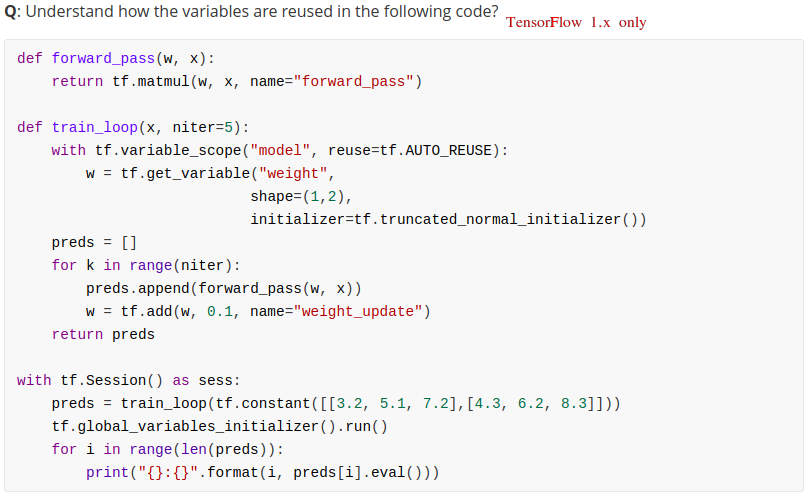 Q: Understand how the variables are reused in the following code?
TensorFlow 1.x only
def forward_pass(w, x):
    return tf.matmul(w, x, name="forward_pass")
def train_loop(x, niter=5):
    with tf.variable_scope("model", reuse=tf.AUTO_REUSE):
        w = tf.get_variable("weight",
                            shape=(1,2),
                            initializer=tf.truncated_normal_initializer())
    preds = []
    for k in range(niter):
        preds.append(forward_pass(w, x))
        w = tf.add(w, 0.1, name="weight_update")
    return preds
with tf.Session() as sess:
    preds = train_loop(tf.constant([[3.2, 5.1, 7.2],[4.3, 6.2, 8.3]]))
    tf.global_variables_initializer().run()
    for i in range(len(preds)):
        print("{}:{}".format(i, preds[i].eval()))